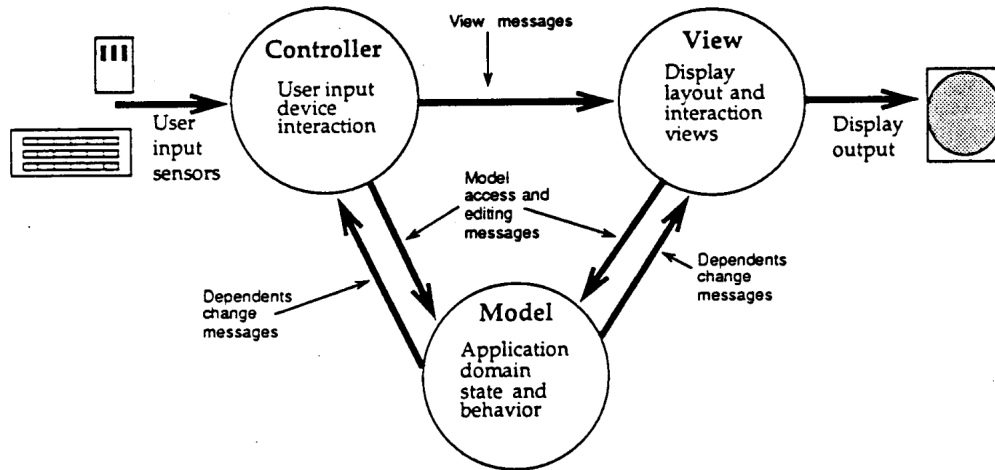 View messages
Controller
User input
device
interaction
View
Display
layout and
interaction
views
User
input
sensors
Display
output
Model
access and
editing
messages
Dependents
change
messages
Dependents
change
messages
Model
Application
domain
state and
behavior